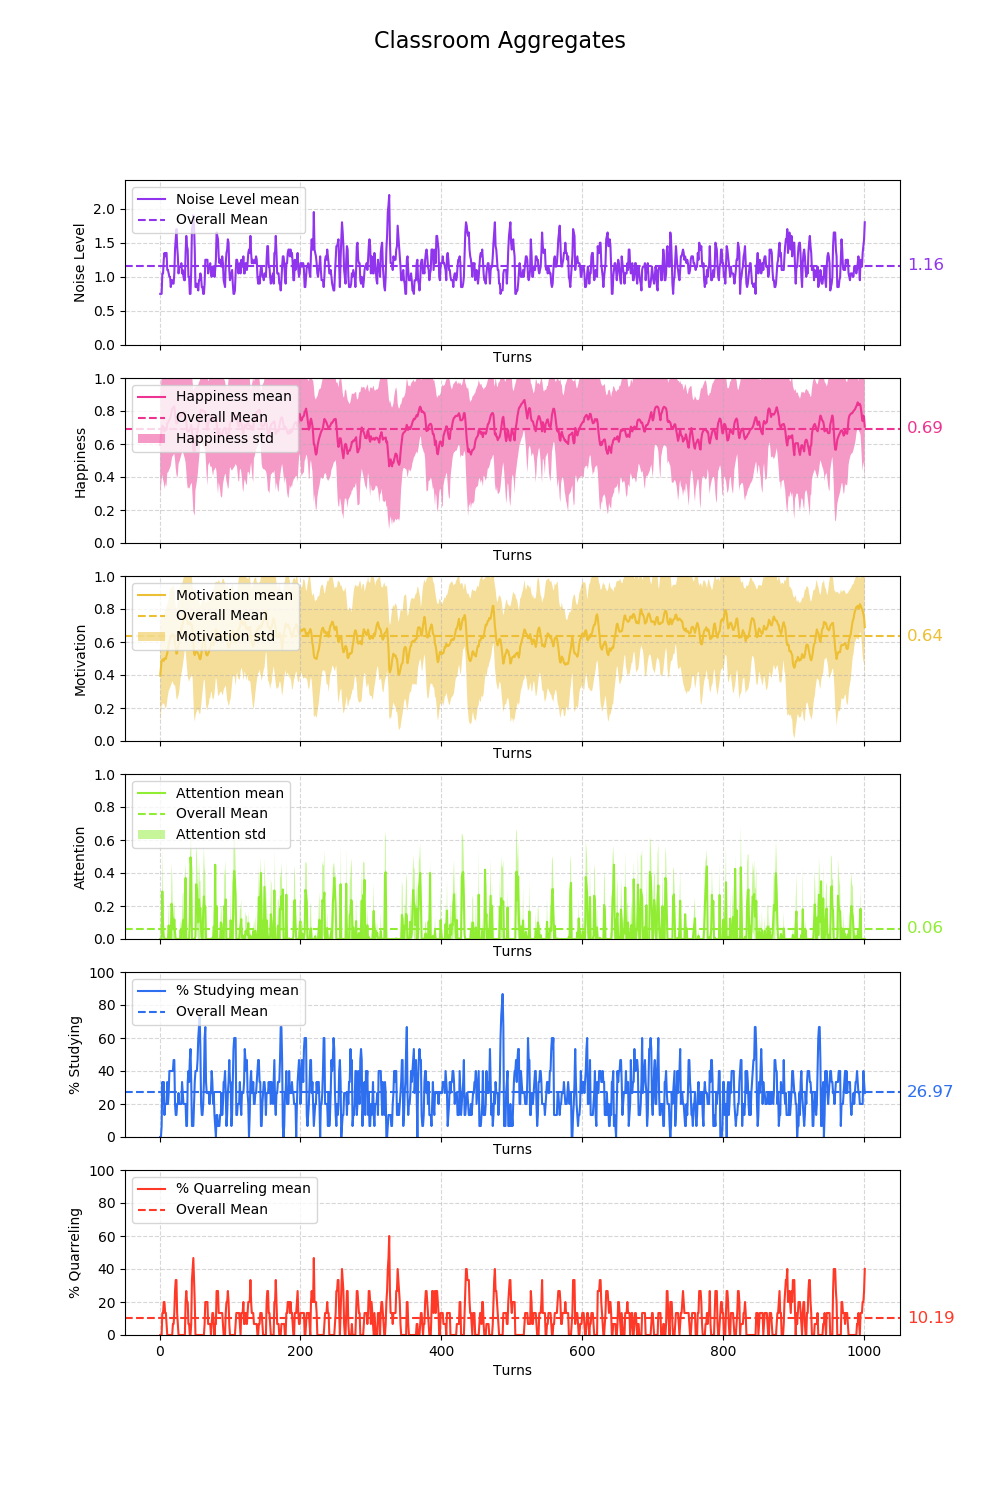 Classroom Aggregates
Noise Level
2.0
1.5
1.0
0.5
0.0
Noise Level mean
Overall Mean
1.16
Turns
Happiness
1.0
0.8
0.6
0.4
0.2
0.0
Happiness mean
Overall Mean
Happiness std
0.69
Turns
Motivation
1.0
0.8
0.6
0.4
0.2
0.0
Motivation mean
Overall Mean
Motivation std
0.64
Turns
Attention
1.0
0.8
0.6
0.4
0.2
0.0
Attention mean
Overall Mean
Attention std
0.06
Turns
% Studying
100
80
60
40
20
0
% Studying mean
Overall Mean
26.97
Turns
% Quarreling
100
80
60
40
20
0
% Quarreling mean
Overall Mean
10.19
0 200 400 600 800 1000
Turns